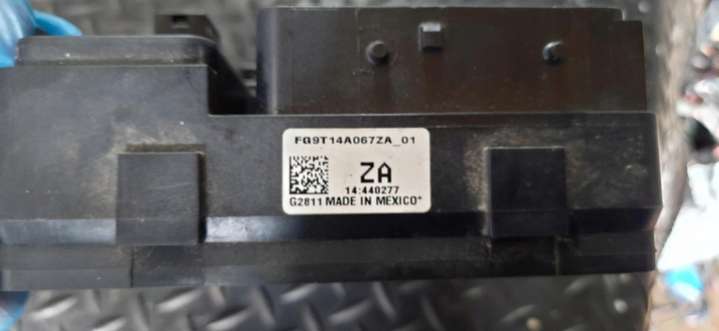 FG9T14A067ZA_01
ZA
14:440277
G2811 MADE IN MEXICO*